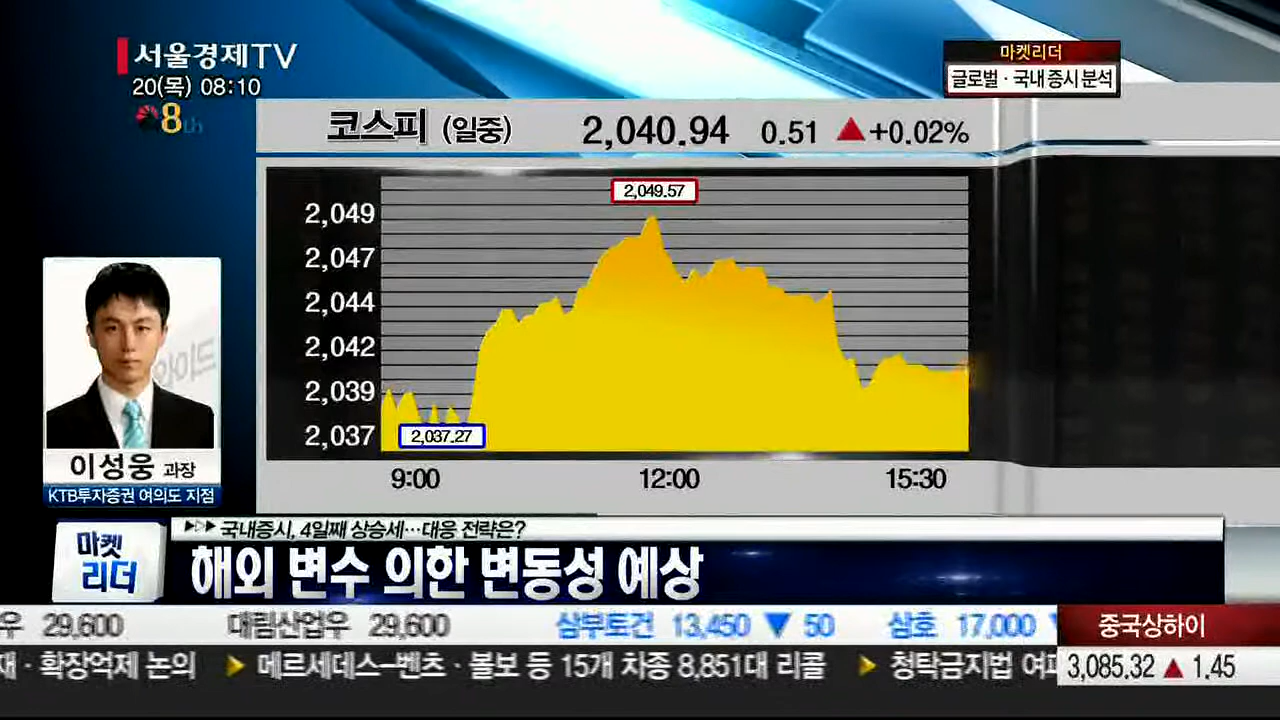 서울경제TV
20(목) 08:10
8th
마켓리더
글로벌·국내 증시 분석
코스피 (일중) 2,040.94 0.51 ▲+0.02%
2,049.57
2,049
2,047
2,044
2,042
2,039
2,037
2,037.27
9:00 12:00 15:30
이성웅 과장
KTB투자증권 여의도 지점
마켓
리더
▶▷▶ 국내증시, 4일째 상승세…대응 전략은?
해외 변수 의한 변동성 예상
우 29,600 대림산업우 29,600 삼부토건 13,450 ▼ 50 삼호 17,000
중국상하이
확장억제 논의 ▶ 메르세데스-벤츠·볼보 등 15개 차종 8,851대 리콜 ▶ 청탁금지법
3,085.32 ▲ 1.45